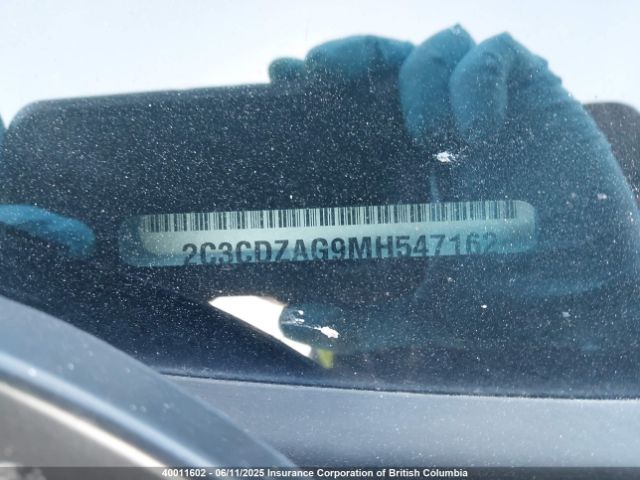 2C3CDZAG9MH547162
40011602 - 06/11/2025 Insurance Corporation of British Columbia